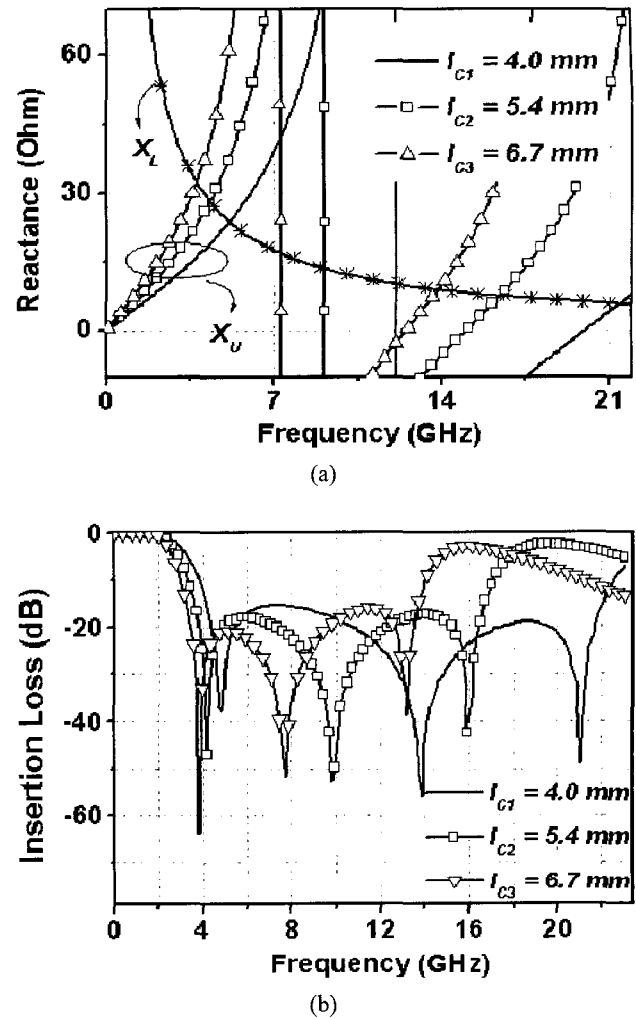 60
30
0
Reactance (Ohm)
X_L
X_U
l_C1 = 4.0 mm
l_C2 = 5.4 mm
l_C3 = 6.7 mm
0 7 14 21
Frequency (GHz)
(a)
0
-20
-40
-60
Insertion Loss (dB)
l_C1 = 4.0 mm
l_C2 = 5.4 mm
l_C3 = 6.7 mm
0 4 8 12 16 20
Frequency (GHz)
(b)